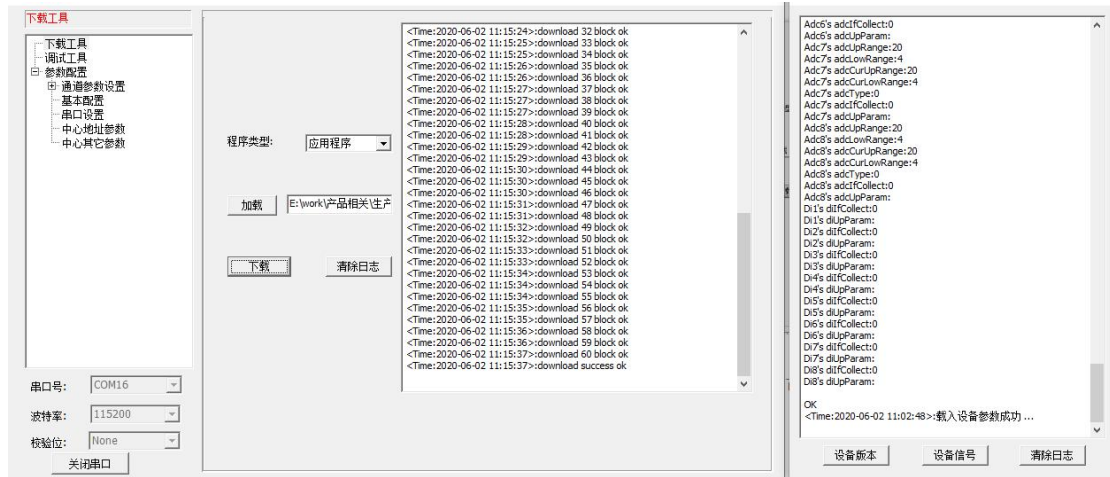 下载工具
下载工具
调试工具
参数配置
通道参数设置
基本配置
串口设置
中心地址参数
中心其它参数
串口号:
COM16
波特率:
115200
校验位:
None
关闭串口
程序类型:
应用程序
加载
E:\work\产品相关\生产
下载
清除日志
<Time:2020-06-02 11:15:24>:download 32 block ok
<Time:2020-06-02 11:15:25>:download 33 block ok
<Time:2020-06-02 11:15:25>:download 34 block ok
<Time:2020-06-02 11:15:26>:download 35 block ok
<Time:2020-06-02 11:15:26>:download 36 block ok
<Time:2020-06-02 11:15:27>:download 37 block ok
<Time:2020-06-02 11:15:27>:download 38 block ok
<Time:2020-06-02 11:15:27>:download 39 block ok
<Time:2020-06-02 11:15:28>:download 40 block ok
<Time:2020-06-02 11:15:28>:download 41 block ok
<Time:2020-06-02 11:15:29>:download 42 block ok
<Time:2020-06-02 11:15:29>:download 43 block ok
<Time:2020-06-02 11:15:30>:download 44 block ok
<Time:2020-06-02 11:15:30>:download 45 block ok
<Time:2020-06-02 11:15:30>:download 46 block ok
<Time:2020-06-02 11:15:31>:download 47 block ok
<Time:2020-06-02 11:15:31>:download 48 block ok
<Time:2020-06-02 11:15:32>:download 49 block ok
<Time:2020-06-02 11:15:32>:download 50 block ok
<Time:2020-06-02 11:15:33>:download 51 block ok
<Time:2020-06-02 11:15:33>:download 52 block ok
<Time:2020-06-02 11:15:34>:download 53 block ok
<Time:2020-06-02 11:15:34>:download 54 block ok
<Time:2020-06-02 11:15:34>:download 55 block ok
<Time:2020-06-02 11:15:35>:download 56 block ok
<Time:2020-06-02 11:15:35>:download 57 block ok
<Time:2020-06-02 11:15:36>:download 58 block ok
<Time:2020-06-02 11:15:36>:download 59 block ok
<Time:2020-06-02 11:15:37>:download 60 block ok
<Time:2020-06-02 11:15:37>:download success ok
Adc6's adcIfCollect:0
Adc6's adcUpParam:
Adc7's adcUpRange:20
Adc7's adcLowRange:4
Adc7's adcCurUpRange:20
Adc7's adcCurLowRange:4
Adc7's adcType:0
Adc7's adcIfCollect:0
Adc7's adcUpParam:
Adc8's adcUpRange:20
Adc8's adcLowRange:4
Adc8's adcCurUpRange:20
Adc8's adcCurLowRange:4
Adc8's adcType:0
Adc8's adcIfCollect:0
Adc8's adcUpParam:
Di1's diIfCollect:0
Di1's diUpParam:
Di2's diIfCollect:0
Di2's diUpParam:
Di3's diIfCollect:0
Di3's diUpParam:
Di4's diIfCollect:0
Di4's diUpParam:
Di5's diIfCollect:0
Di5's diUpParam:
Di6's diIfCollect:0
Di6's diUpParam:
Di7's diIfCollect:0
Di7's diUpParam:
Di8's diIfCollect:0
Di8's diUpParam:
OK
<Time:2020-06-02 11:02:48>:载入设备参数成功 ...
设备版本
设备信号
清除日志